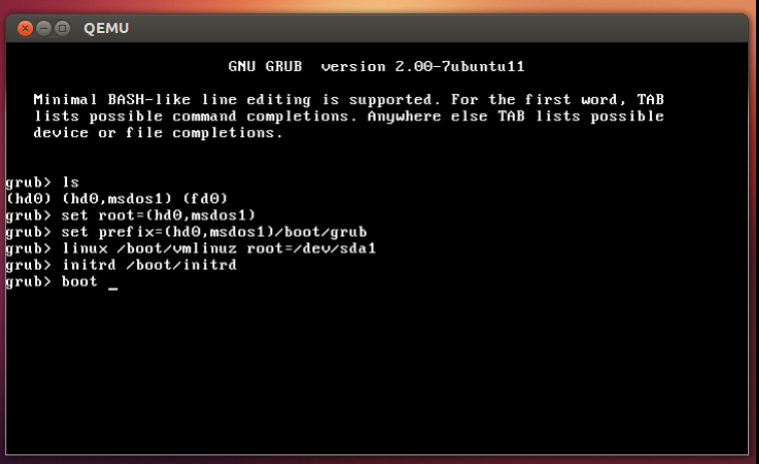 QEMU
GNU GRUB  version 2.00-7ubuntu11
Minimal BASH-like line editing is supported. For the first word, TAB
lists possible command completions. Anywhere else TAB lists possible
device or file completions.
grub> ls
(hd0) (hd0,msdos1) (fd0)
grub> set root=(hd0,msdos1)
grub> set prefix=(hd0,msdos1)/boot/grub
grub> linux /boot/vmlinuz root=/dev/sda1
grub> initrd /boot/initrd
grub> boot _